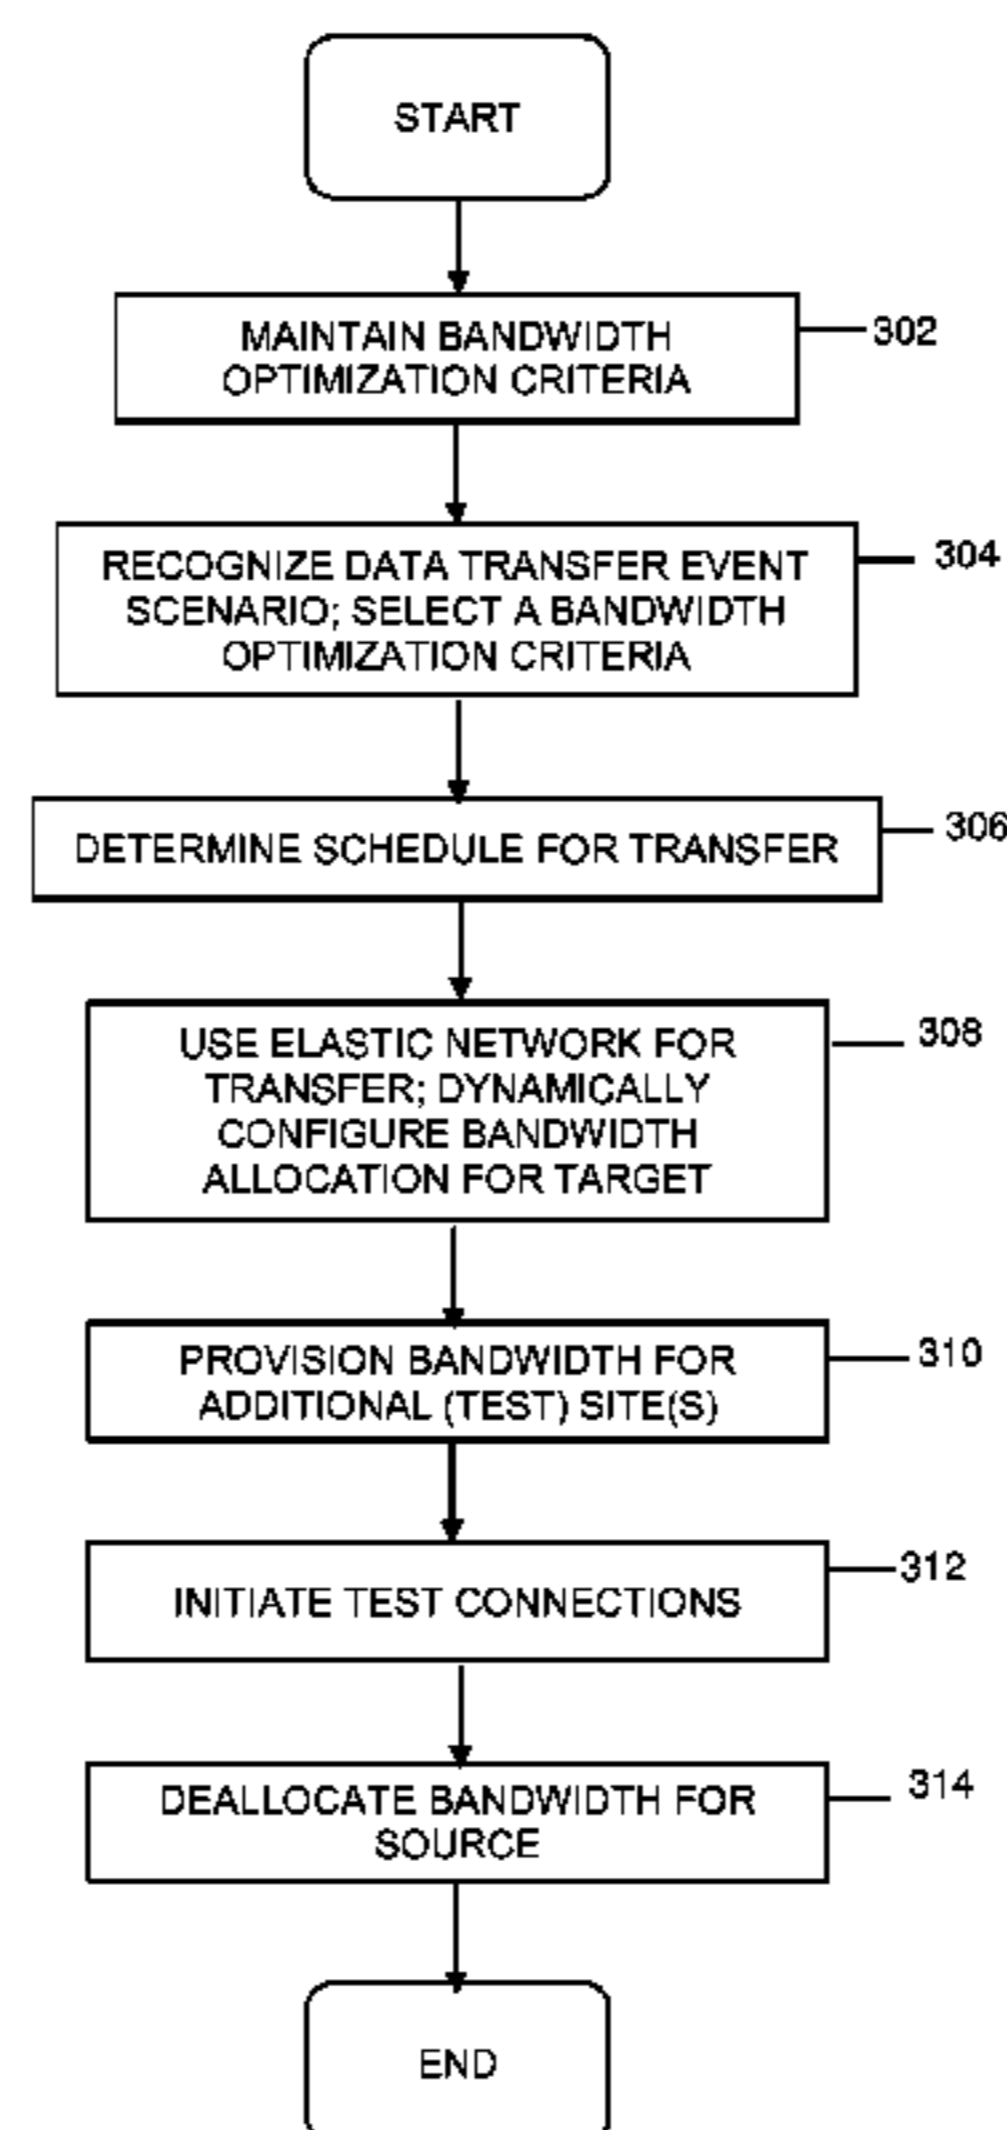 START
MAINTAIN BANDWIDTH
OPTIMIZATION CRITERIA
302
RECOGNIZE DATA TRANSFER EVENT
SCENARIO; SELECT A BANDWIDTH
OPTIMIZATION CRITERIA
304
DETERMINE SCHEDULE FOR TRANSFER
306
USE ELASTIC NETWORK FOR
TRANSFER; DYNAMICALLY
CONFIGURE BANDWIDTH
ALLOCATION FOR TARGET
308
PROVISION BANDWIDTH FOR
ADDITIONAL (TEST) SITE(S)
310
INITIATE TEST CONNECTIONS
312
DEALLOCATE BANDWIDTH FOR
SOURCE
314
END